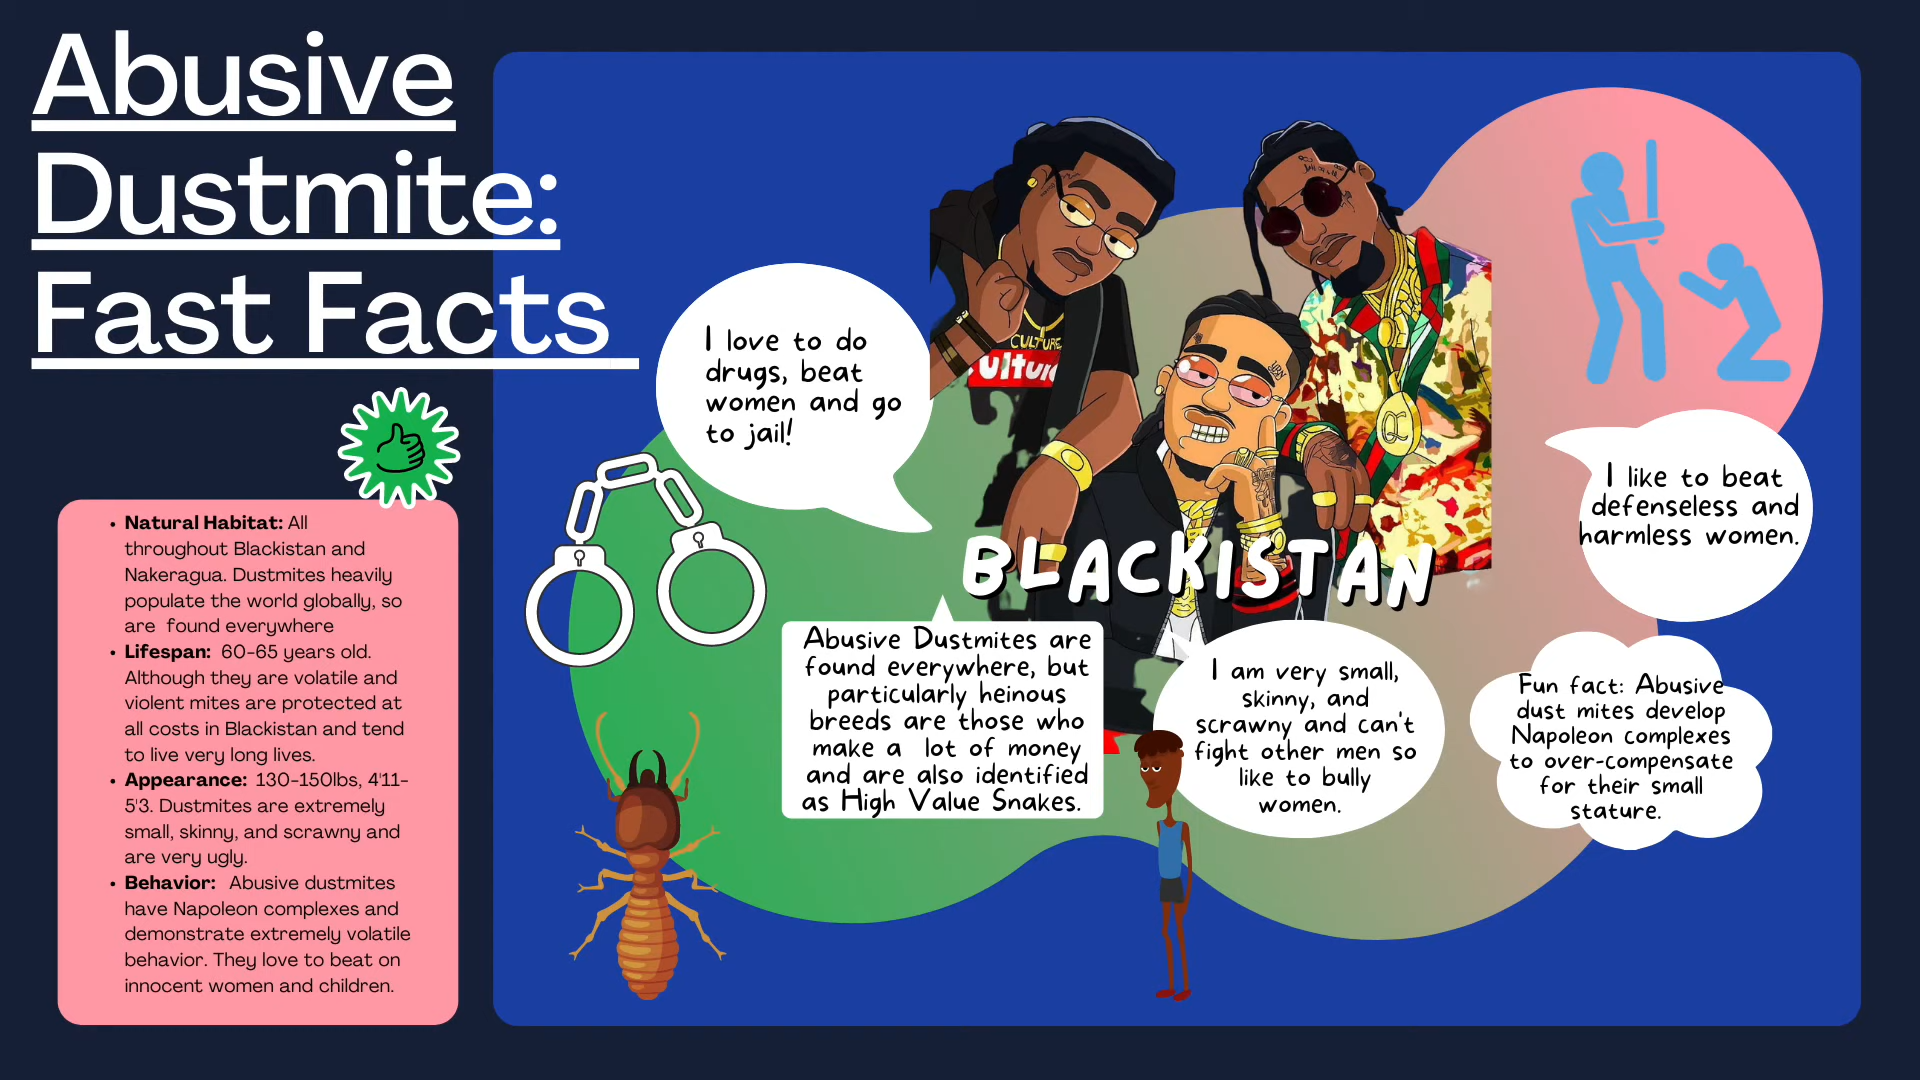 Abusive
Dustmite:
Fast Facts
Natural Habitat: All
throughout Blackistan and
Nakeragua. Dustmites heavily
populate the world globally, so
are found everywhere
Lifespan: 60-65 years old.
Although they are volatile and
violent mites are protected at
all costs in Blackistan and tend
to live very long lives.
Appearance: 130-150lbs, 4'11-
5'3. Dustmites are extremely
small, skinny, and scrawny and
are very ugly.
Behavior: Abusive dustmites
have Napoleon complexes and
demonstrate extremely volatile
behavior. They love to beat on
innocent women and children.
I love to do
drugs, beat
women and go
to jail!
CULTURE
BLACKISTAN
I like to beat
defenseless and
harmless women.
Abusive Dustmites are
found everywhere, but
particularly heinous
breeds are those who
make a lot of money
and are also identified
as High Value Snakes.
I am very small,
skinny, and
scrawny and can't
fight other men so
like to bully
women.
Fun fact: Abusive
dust mites develop
Napoleon complexes
to over-compensate
for their small
stature.